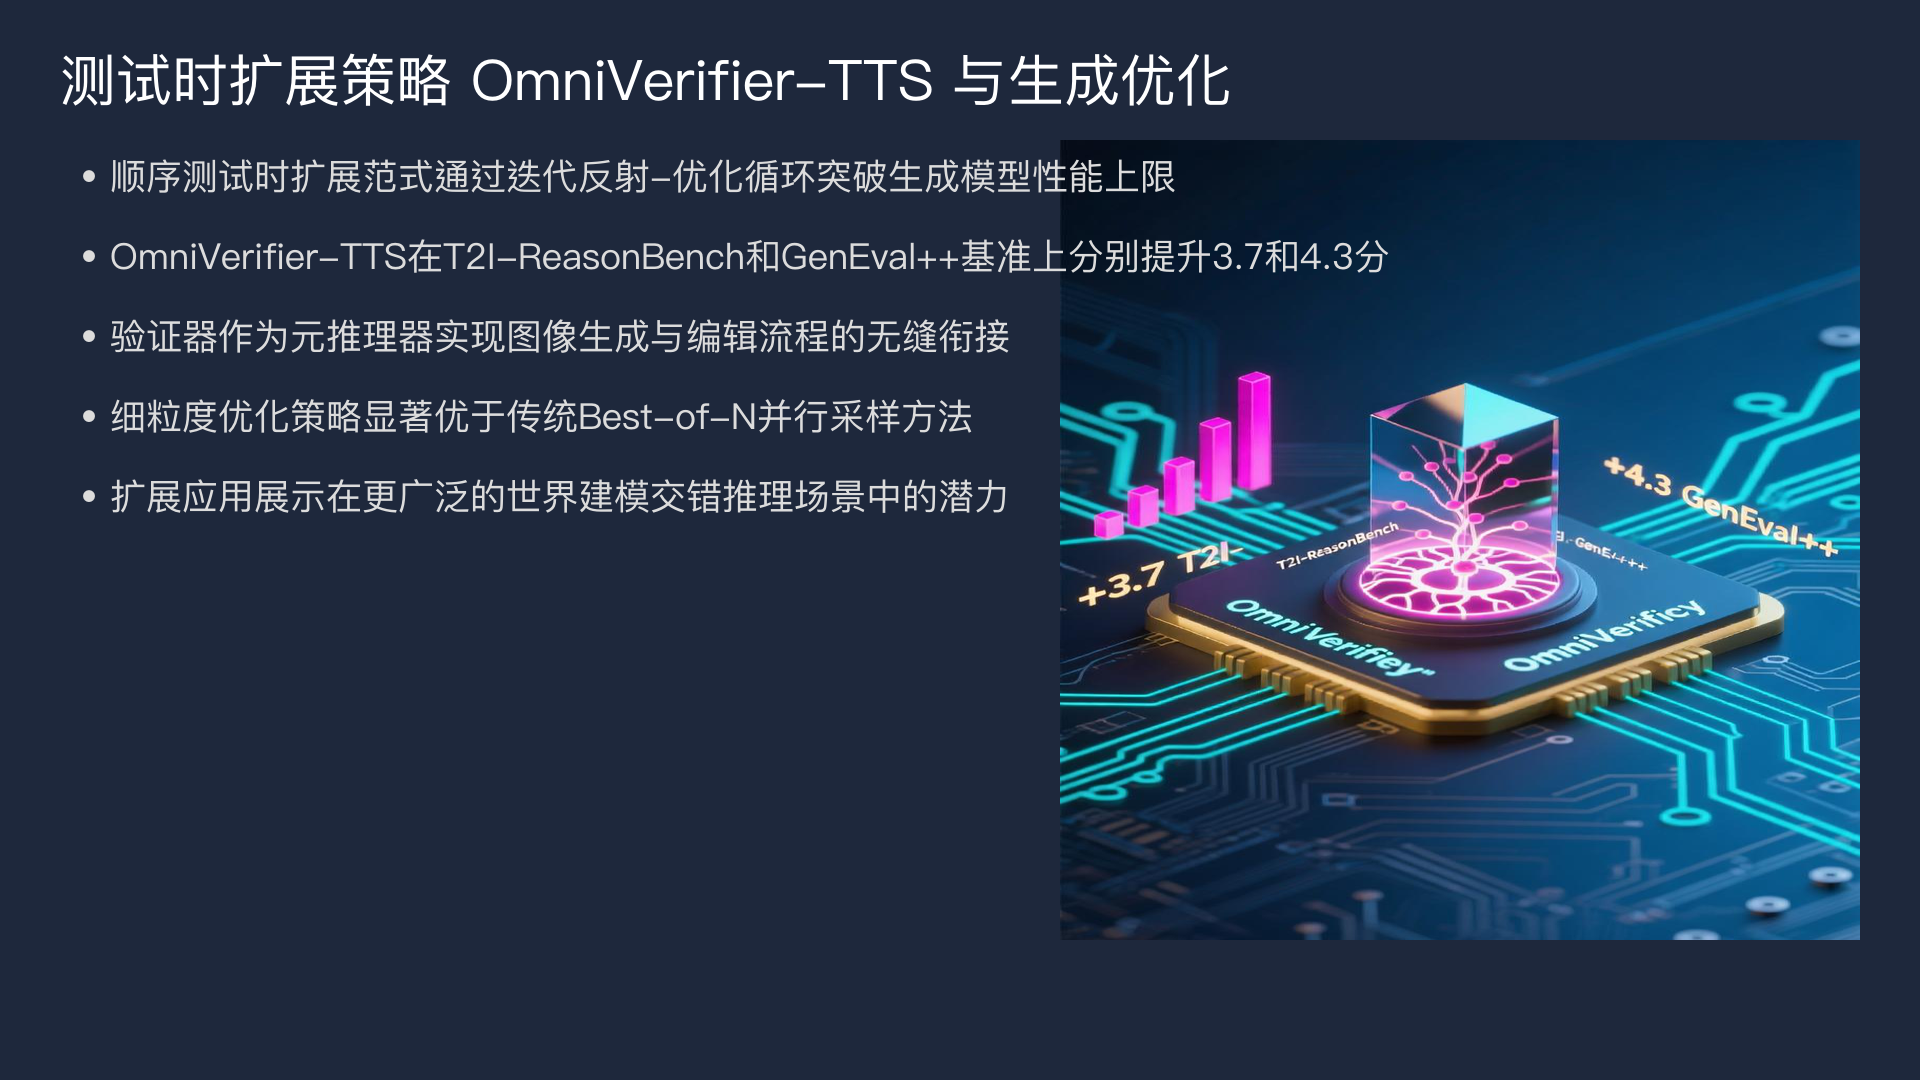 测试时扩展策略 OmniVerifier-TTS 与生成优化
• 顺序测试时扩展范式通过迭代反射-优化循环突破生成模型性能上限
• OmniVerifier-TTS在T2I-ReasonBench和GenEval++基准上分别提升3.7和4.3分
• 验证器作为元推理器实现图像生成与编辑流程的无缝衔接
• 细粒度优化策略显著优于传统Best-of-N并行采样方法
• 扩展应用展示在更广泛的世界建模交错推理场景中的潜力
+4.3 GenEval++
+3.7 T2I-
T2I-ReasonBench
OmniVerifiey"
OmniVerificy